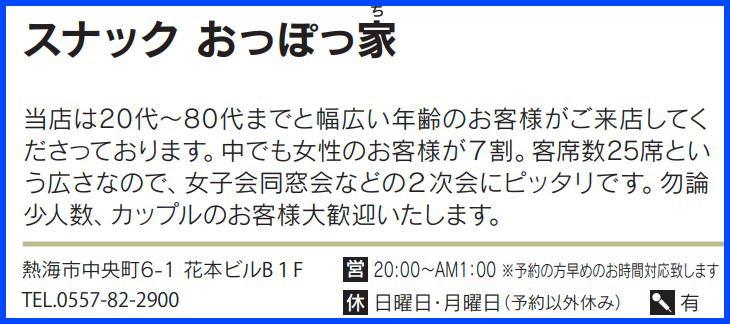 スナック おっぽっ家
ち
当店は20代～80代までと幅広い年齢のお客様がご来店してく
ださっております。中でも女性のお客様が7割。客席数25席とい
う広さなので、女子会同窓会などの2次会にピッタリです。勿論
少人数、カップルのお客様大歓迎いたします。
熱海市中央町6-1 花本ビルB1F
TEL.0557-82-2900
営 20:00～AM1:00 ※予約の方早めのお時間対応致します
休 日曜日・月曜日（予約以外休み） 有